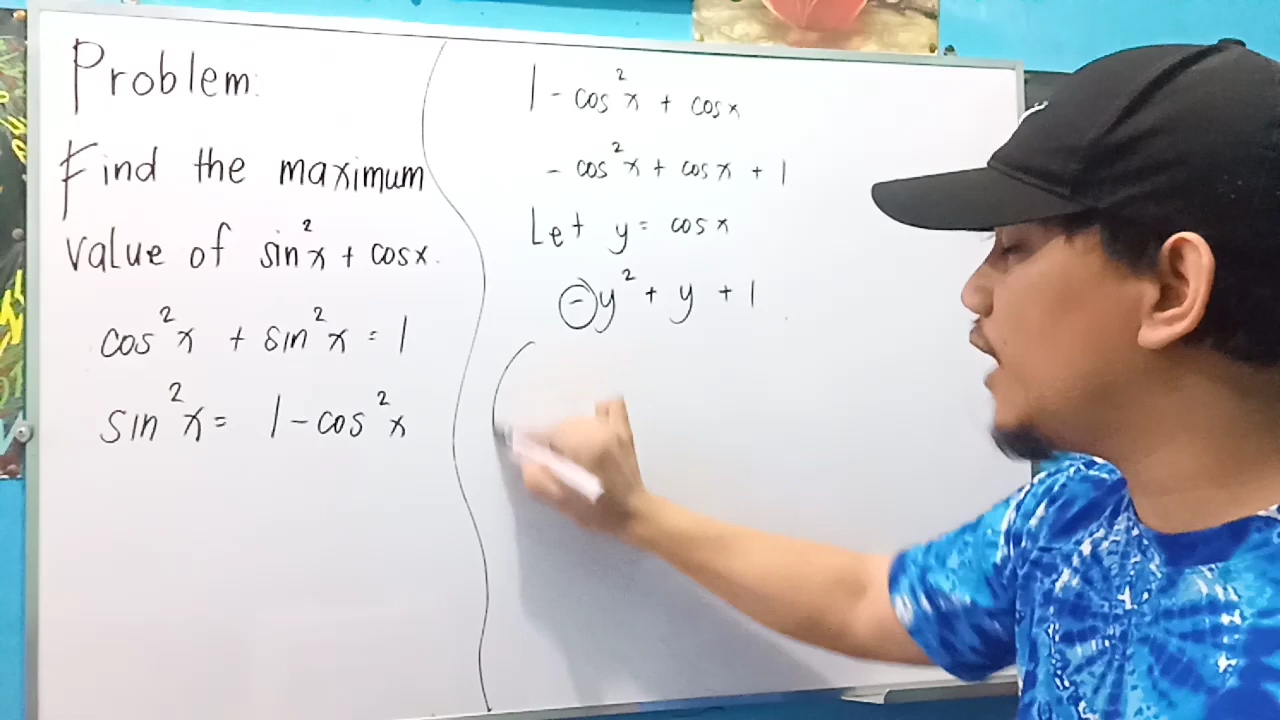 Problem:
Find the maximum
value of sin²x + cosx.
cos²x + sin²x = 1
sin²x = 1 - cos²x
1 - cos²x + cosx
- cos²x + cosx + 1
Let y = cosx
-y² + y + 1